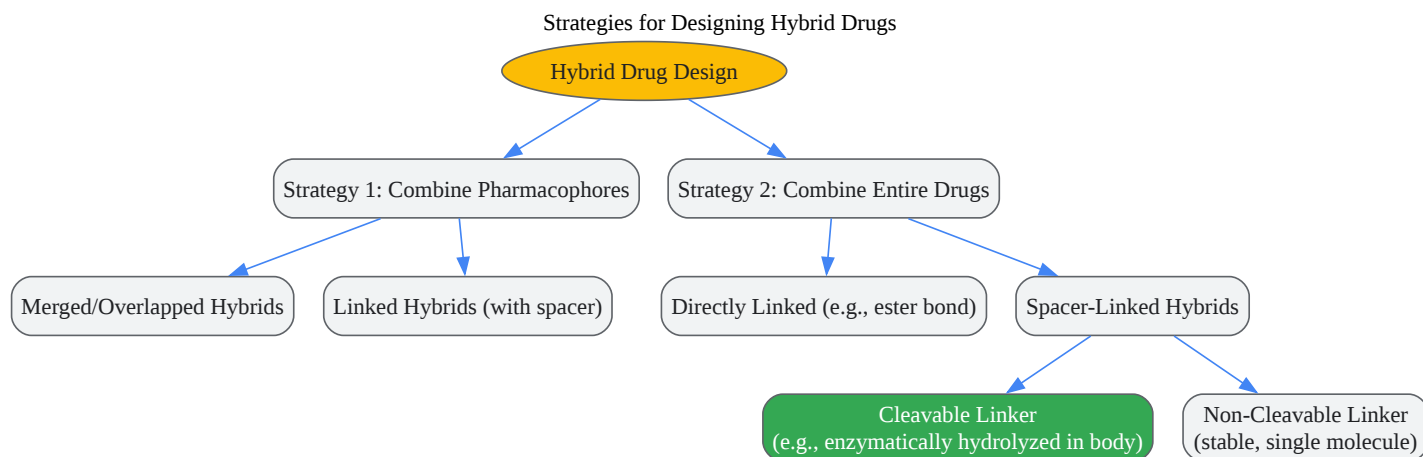 Strategies for Designing Hybrid Drugs
Hybrid Drug Design
Strategy 1: Combine Pharmacophores
Strategy 2: Combine Entire Drugs
Merged/Overlapped Hybrids
Linked Hybrids (with spacer)
Directly Linked (e.g., ester bond)
Spacer-Linked Hybrids
Cleavable Linker
(e.g., enzymatically hydrolyzed in body)
Non-Cleavable Linker
(stable, single molecule)